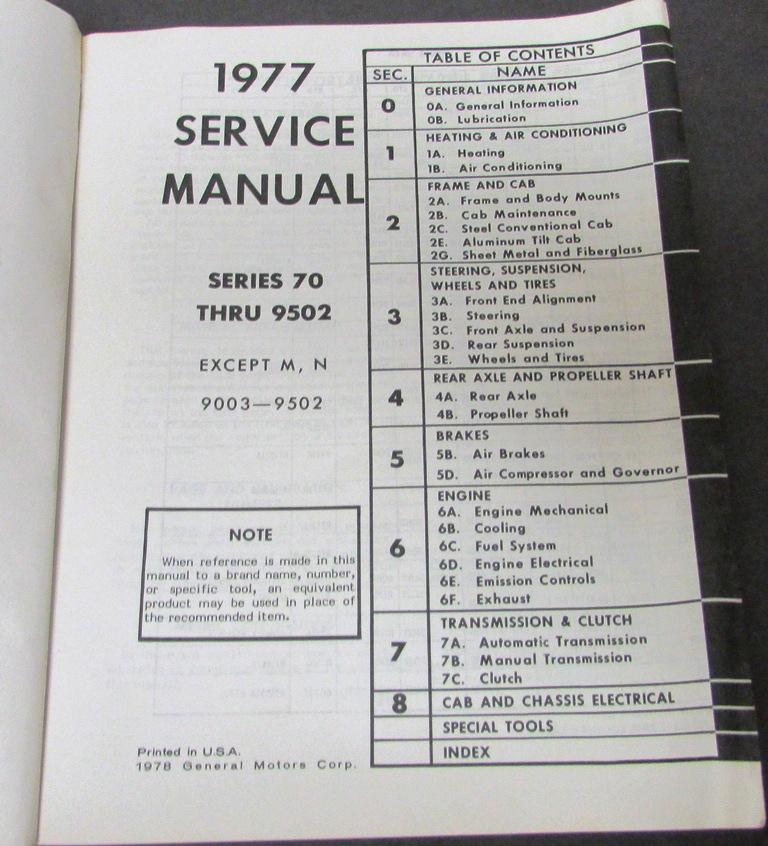 1977
SERVICE
MANUAL
SERIES 70
THRU 9502
EXCEPT M, N
9003—9502
NOTE
When reference is made in this
manual to a brand name, number,
or specific tool, an equivalent
product may be used in place of
the recommended item.
Printed in U.S.A.
1978 General Motors Corp.
TABLE OF CONTENTS
SEC. NAME
0 GENERAL INFORMATION
0A. General Information
0B. Lubrication
1 HEATING & AIR CONDITIONING
1A. Heating
1B. Air Conditioning
2 FRAME AND CAB
2A. Frame and Body Mounts
2B. Cab Maintenance
2C. Steel Conventional Cab
2E. Aluminum Tilt Cab
2G. Sheet Metal and Fiberglass
3 STEERING, SUSPENSION,
WHEELS AND TIRES
3A. Front End Alignment
3B. Steering
3C. Front Axle and Suspension
3D. Rear Suspension
3E. Wheels and Tires
4 REAR AXLE AND PROPELLER SHAFT
4A. Rear Axle
4B. Propeller Shaft
5 BRAKES
5B. Air Brakes
5D. Air Compressor and Governor
6 ENGINE
6A. Engine Mechanical
6B. Cooling
6C. Fuel System
6D. Engine Electrical
6E. Emission Controls
6F. Exhaust
7 TRANSMISSION & CLUTCH
7A. Automatic Transmission
7B. Manual Transmission
7C. Clutch
8 CAB AND CHASSIS ELECTRICAL
SPECIAL TOOLS
INDEX